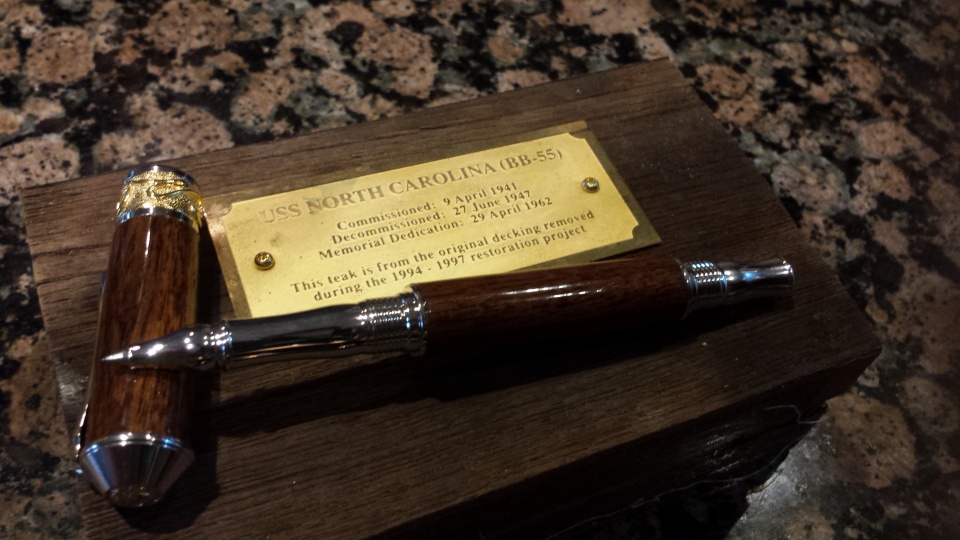 USS NORTH CAROLINA (BB-55)
Commissioned: 9 April 1941
Decommissioned: 27 June 1947
Memorial Dedication: 29 April 1962
This teak is from the original decking removed
during the 1994 - 1997 restoration project